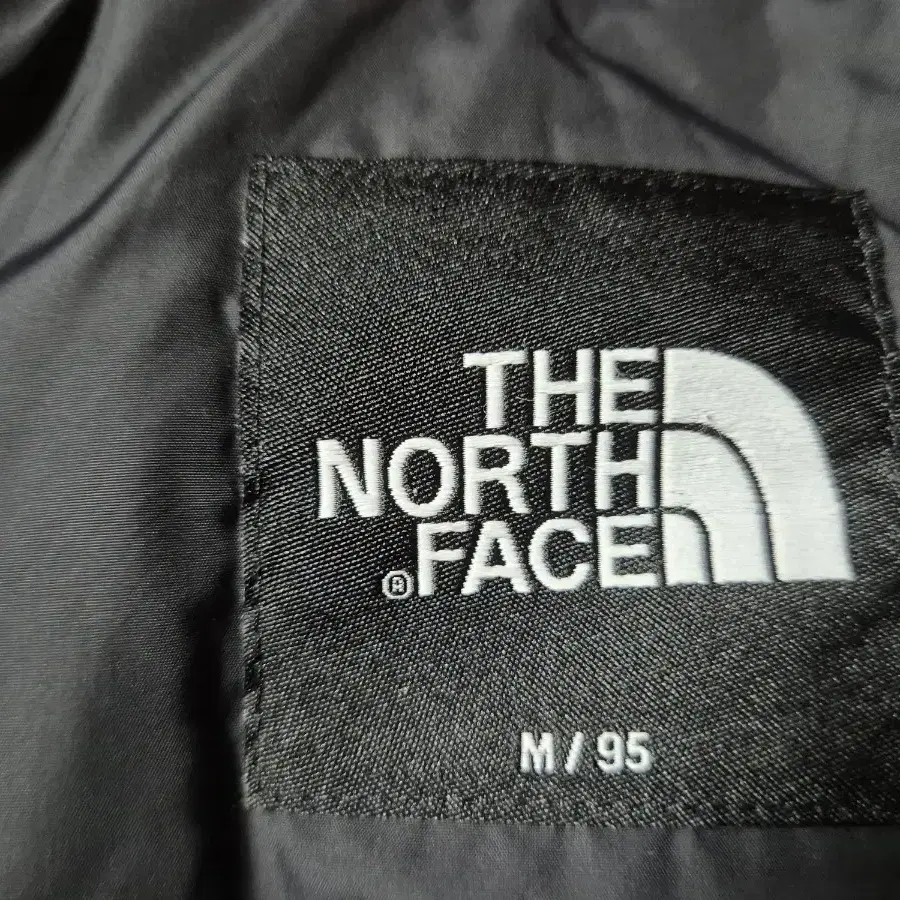 THE
NORTH
®FACE
M / 95